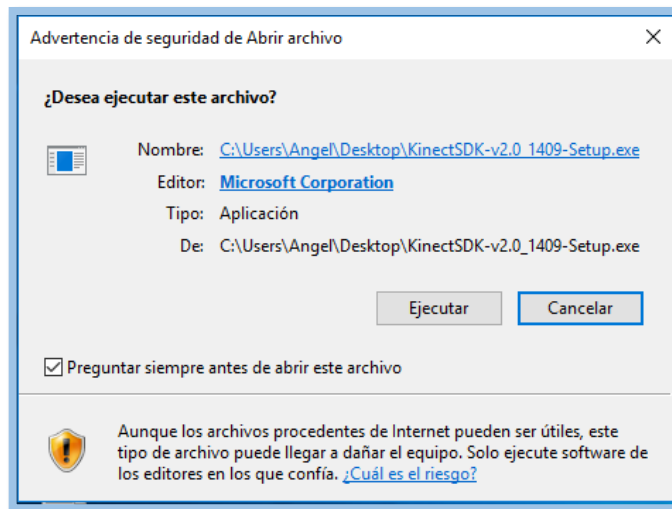 Advertencia de seguridad de Abrir archivo
¿Desea ejecutar este archivo?
Nombre: C:\Users\Angel\Desktop\KinectSDK-v2.0_1409-Setup.exe
Editor: Microsoft Corporation
Tipo: Aplicación
De: C:\Users\Angel\Desktop\KinectSDK-v2.0_1409-Setup.exe
Ejecutar Cancelar
Preguntar siempre antes de abrir este archivo
Aunque los archivos procedentes de Internet pueden ser útiles, este
tipo de archivo puede llegar a dañar el equipo. Solo ejecute software de
los editores en los que confía. ¿Cuál es el riesgo?